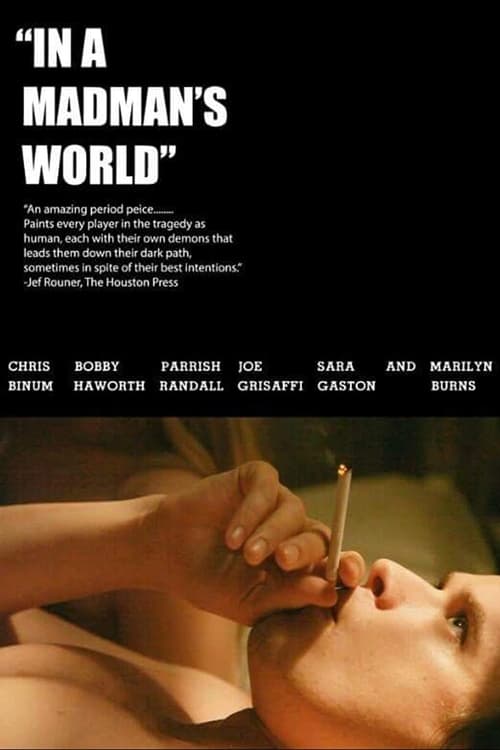 “IN A
MADMAN’S
WORLD”
“An amazing period peice........
Paints every player in the tragedy as
human, each with their own demons that
leads them down their dark path,
sometimes in spite of their best intentions.”
-Jef Rouner, The Houston Press
CHRIS BOBBY PARRISH JOE SARA AND MARILYN
BINUM HAWORTH RANDALL GRISAFFI GASTON BURNS